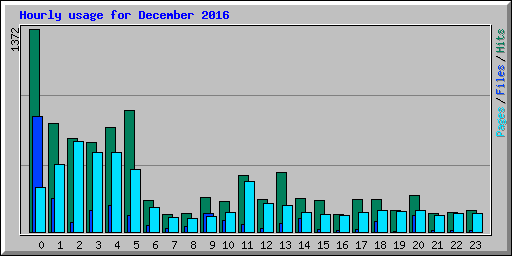 Hourly usage for December 2016
1372
Pages/Files/Hits
0 1 2 3 4 5 6 7 8 9 10 11 12 13 14 15 16 17 18 19 20 21 22 23